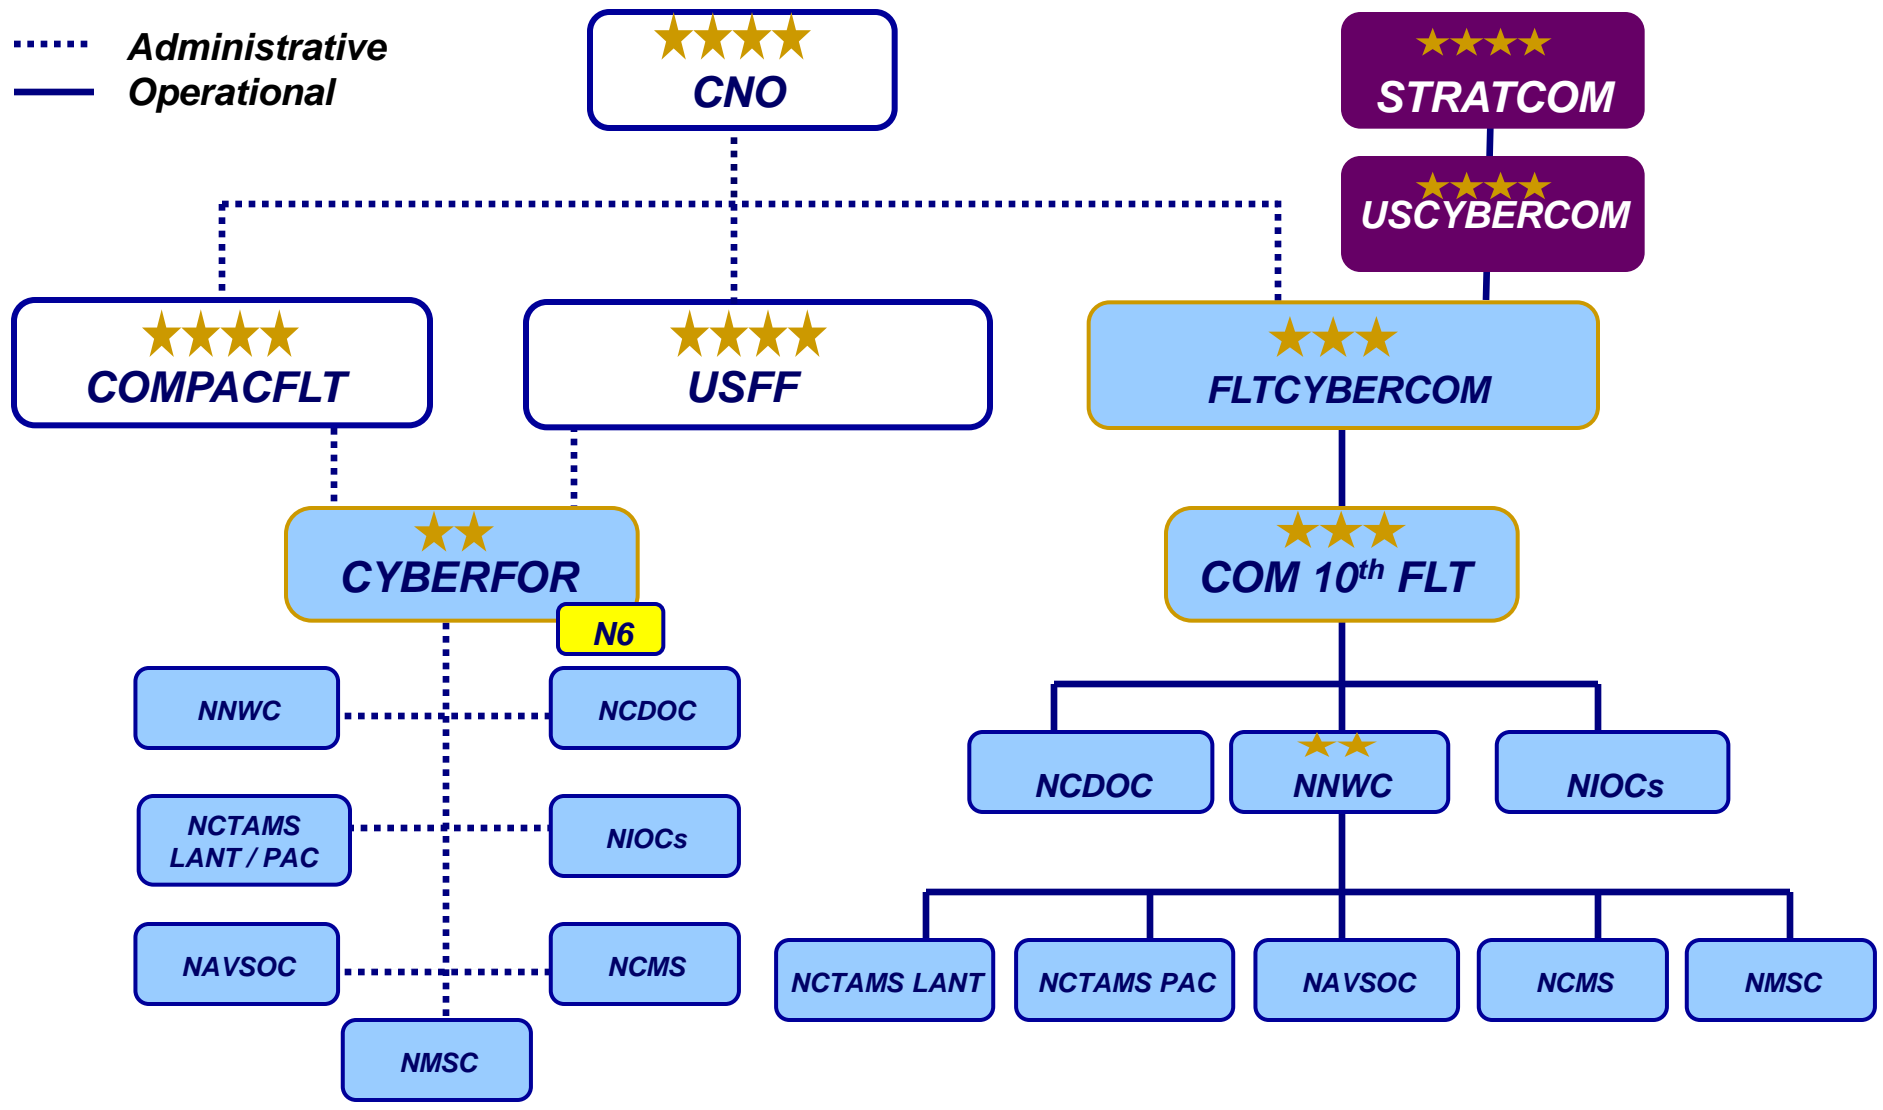 Administrative
Operational
CNO
STRATCOM
USCYBERCOM
COMPACFLT
USFF
FLTCYBERCOM
CYBERFOR
N6
COM 10th FLT
NNWC
NCDOC
NCTAMS
LANT / PAC
NIOCs
NAVSOC
NCMS
NMSC
NCDOC
NNWC
NIOCs
NCTAMS LANT
NCTAMS PAC
NAVSOC
NCMS
NMSC